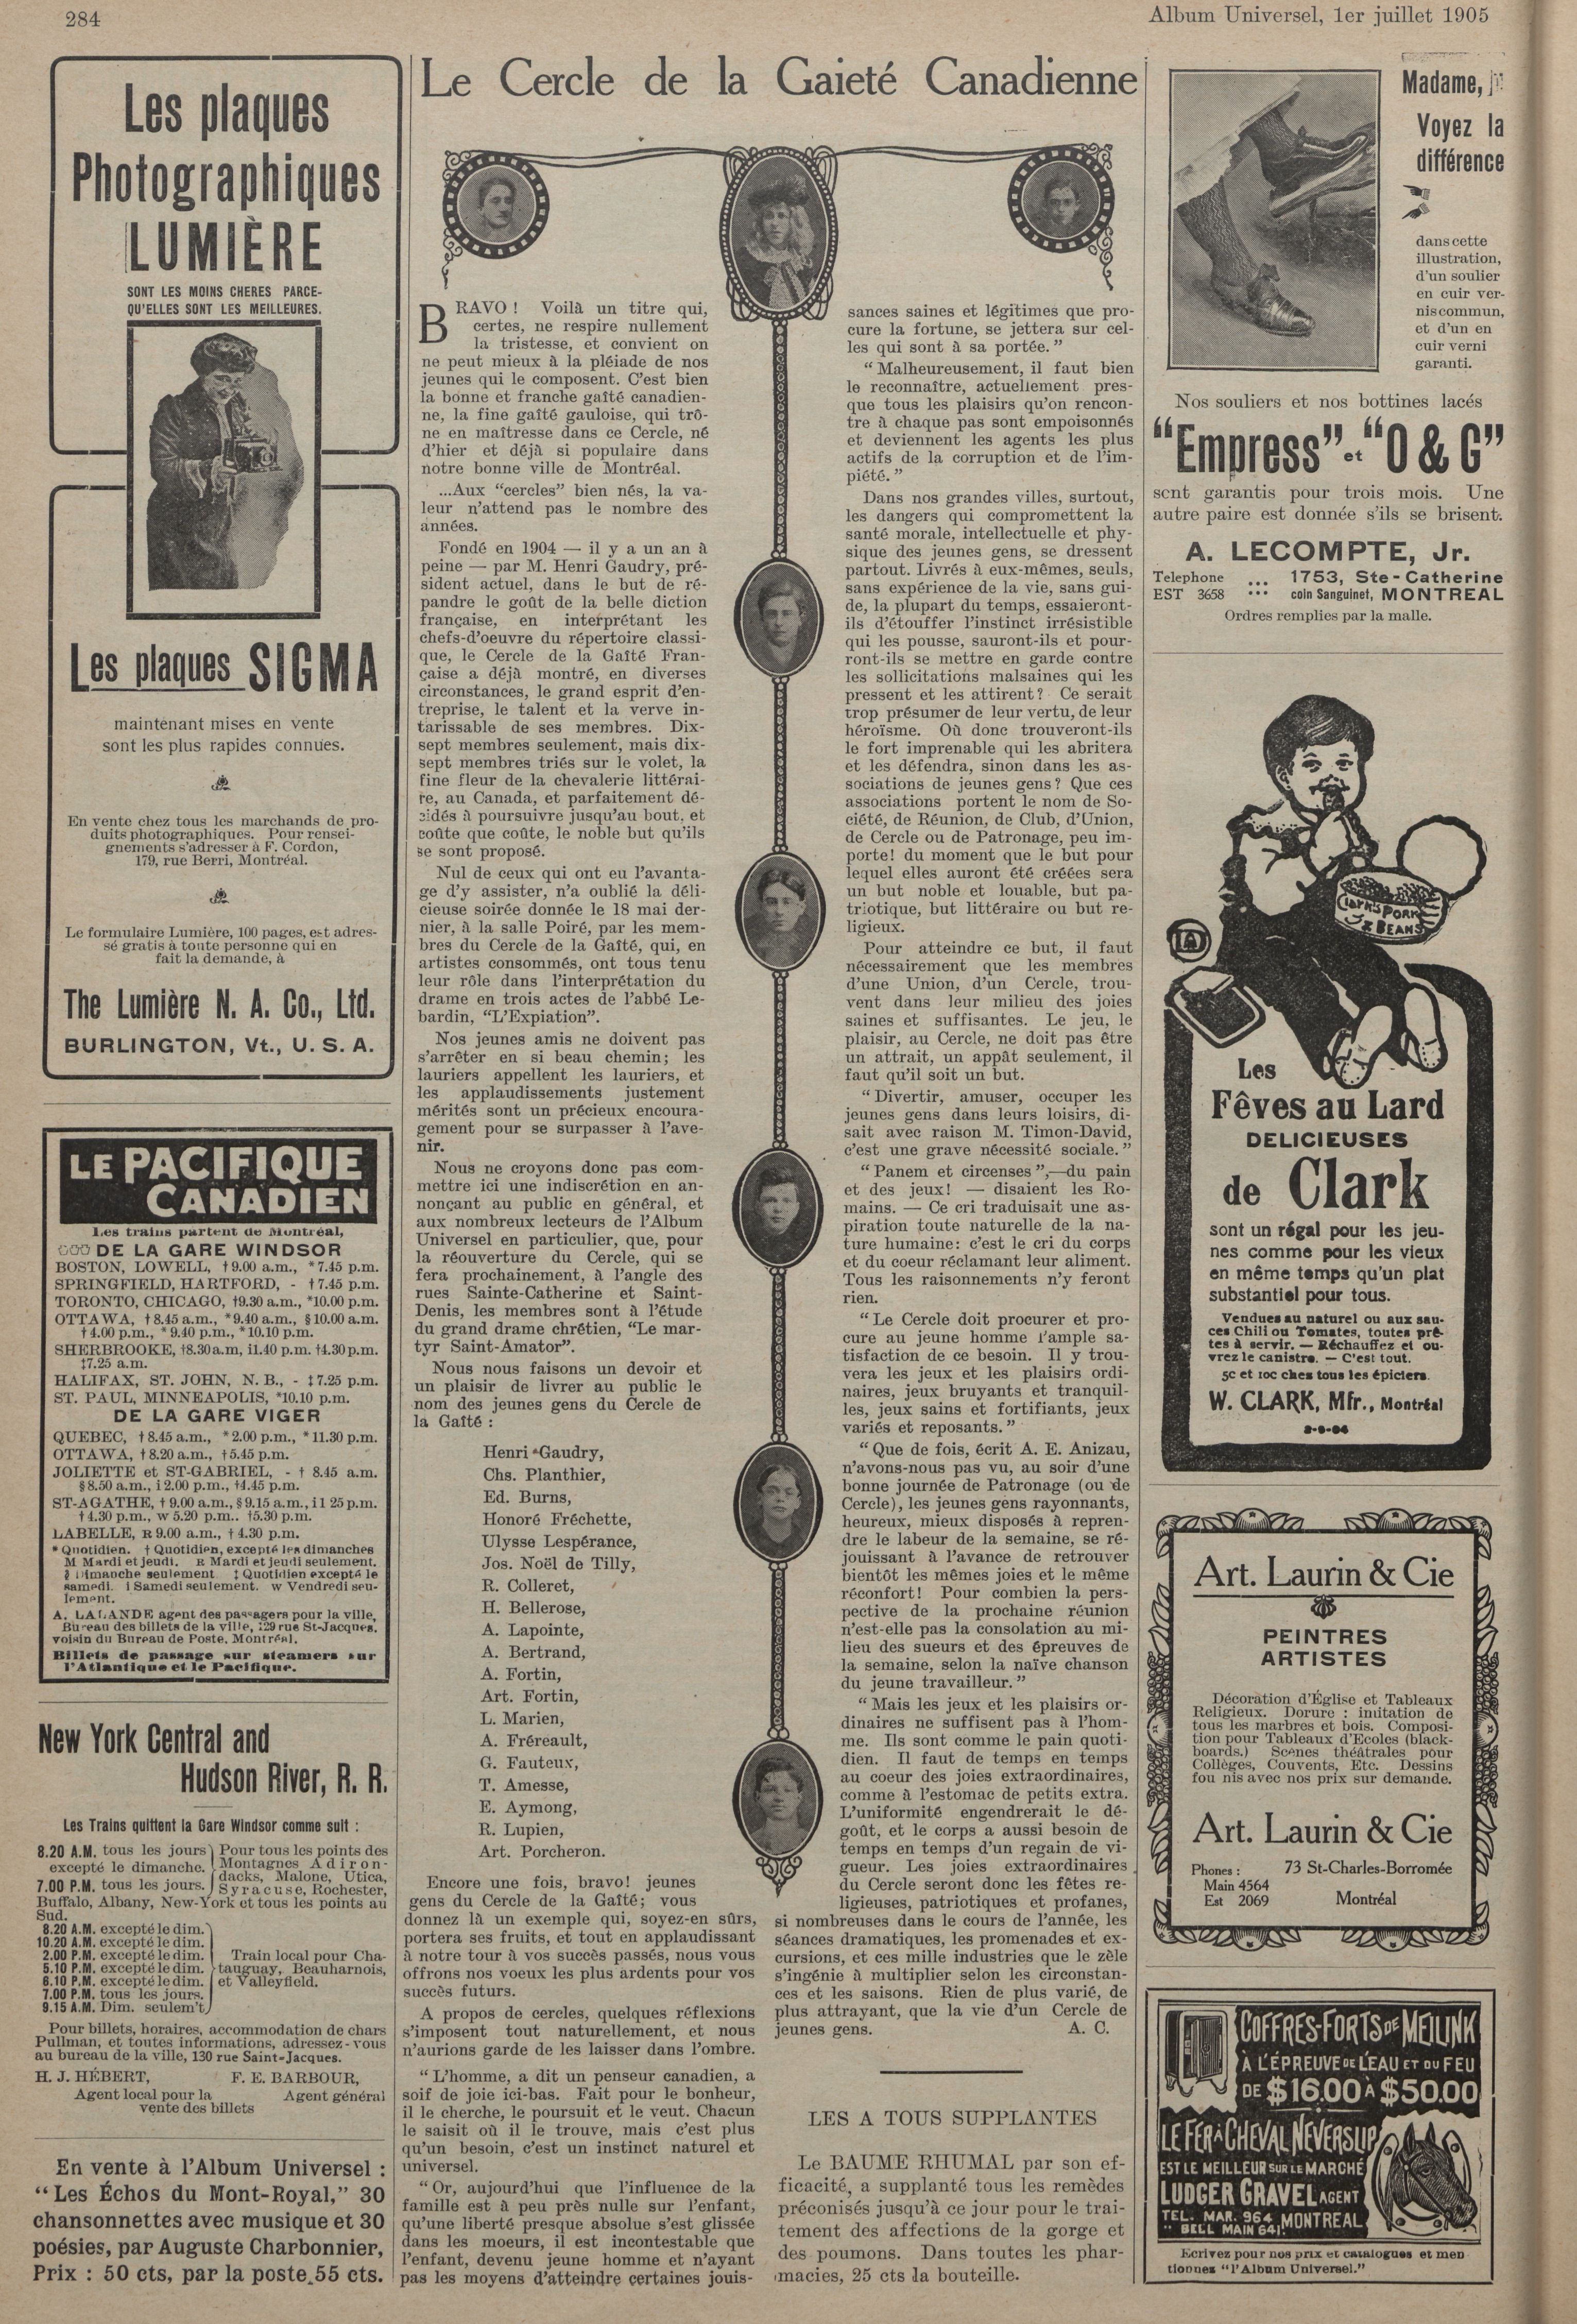 284
Album Universel, 1er juillet 1905
Les plaques
Photographiques
LUMIÈRE
SONT LES MOINS CHERES PARCE-
QU'ELLES SONT LES MEILLEURES.
Les plaques SIGMA
maintenant mises en vente
sont les plus rapides connues.
En vente chez tous les marchands de pro-
duits photographiques. Pour rensei-
gnements s'adresser à F. Cordon,
179, rue Berri, Montréal.
Le formulaire Lumière, 100 pages, est adres-
sé gratis à toute personne qui en
fait la demande, à
The Lumière N. A. Co., Ltd.
BURLINGTON, Vt., U. S. A.
LE PACIFIQUE
CANADIEN
Les trains partent de Montréal,
DE LA GARE WINDSOR
BOSTON, LOWELL, †9.00 a.m., *7.45 p.m.
SPRINGFIELD, HARTFORD, - †7.45 p.m.
TORONTO, CHICAGO, †9.30 a.m., *10.00 p.m.
OTTAWA, †8.45 a.m., *9.40 a.m., §10.00 a.m.
†4.00 p.m., *9.40 p.m., *10.10 p.m.
SHERBROOKE, †8.30 a.m, i1.40 p.m. †4.30 p.m.
‡7.25 a.m.
HALIFAX, ST. JOHN, N. B., - ‡7.25 p.m.
ST. PAUL, MINNEAPOLIS, *10.10 p.m.
DE LA GARE VIGER
QUEBEC, †8.45 a.m., *2.00 p.m., *11.30 p.m.
OTTAWA, †8.20 a.m., †5.45 p.m.
JOLIETTE et ST-GABRIEL, - † 8.45 a.m.
§8.50 a.m., i2.00 p.m., †4.45 p.m.
ST-AGATHE, † 9.00 a.m., §9.15 a.m., i1 25 p.m.
†4.30 p.m., w 5.20 p.m.. †5.30 p.m.
LABELLE, R 9.00 a.m., †4.30 p.m.
* Quotidien. † Quotidien, excepté les dimanches
M Mardi et jeudi. R Mardi et jeudi seulement.
§ Dimanche seulement ‡ Quotidien excepté le
samedi. i Samedi seulement. w Vendredi seu-
lement.
A. LALANDE agent des passagers pour la ville,
Bureau des billets de la ville, 129 rue St-Jacques,
voisin du Bureau de Poste. Montréal.
Billets de passage sur steamers sur
l'Atlantique et le Pacifique.
New York Central and
Hudson River, R. R.
Les Trains quittent la Gare Windsor comme suit :
8.20 A.M. tous les jours
excepté le dimanche.
7.00 P.M. tous les jours.
Pour tous les points des
Montagnes Adiron-
dacks, Malone, Utica,
Syracuse, Rochester,
Buffalo, Albany, New-York et tous les points au
Sud.
8.20 A.M. excepté le dim.
10.20 A.M. excepté le dim.
2.00 P.M. excepté le dim.
5.10 P.M. excepté le dim.
6.10 P.M. excepté le dim.
7.00 P.M. tous les jours.
9.15 A.M. Dim. seulem't
Train local pour Cha-
tauguay, Beauharnois,
et Valleyfield.
Pour billets, horaires, accommodation de chars
Pullman, et toutes informations, adressez-vous
au bureau de la ville, 130 rue Saint-Jacques.
H. J. HÉBERT, F. E. BARBOUR,
Agent local pour la Agent général
vente des billets
En vente à l'Album Universel :
“Les Échos du Mont-Royal,” 30
chansonnettes avec musique et 30
poésies, par Auguste Charbonnier,
Prix : 50 cts, par la poste 55 cts.
Le Cercle de la Gaieté Canadienne
BRAVO ! Voilà un titre qui,
certes, ne respire nullement
la tristesse, et convient on
ne peut mieux à la pléiade de nos
jeunes qui le composent. C'est bien
la bonne et franche gaîté canadien-
ne, la fine gaîté gauloise, qui trô-
ne en maîtresse dans ce Cercle, né
d'hier et déjà si populaire dans
notre bonne ville de Montréal.
...Aux “cercles” bien nés, la va-
leur n'attend pas le nombre des
années.
Fondé en 1904 — il y a un an à
peine — par M. Henri Gaudry, pré-
sident actuel, dans le but de ré-
pandre le goût de la belle diction
française, en interprétant les
chefs-d'oeuvre du répertoire classi-
que, le Cercle de la Gaîté Fran-
çaise a déjà montré, en diverses
circonstances, le grand esprit d'en-
treprise, le talent et la verve in-
tarissable de ses membres. Dix-
sept membres seulement, mais dix-
sept membres triés sur le volet, la
fine fleur de la chevalerie littérai-
re, au Canada, et parfaitement dé-
cidés à poursuivre jusqu'au bout, et
coûte que coûte, le noble but qu'ils
se sont proposé.
Nul de ceux qui ont eu l'avanta-
ge d'y assister, n'a oublié la déli-
cieuse soirée donnée le 18 mai der-
nier, à la salle Poiré, par les mem-
bres du Cercle de la Gaîté, qui, en
artistes consommés, ont tous tenu
leur rôle dans l'interprétation du
drame en trois actes de l'abbé Le-
bardin, “L'Expiation”.
Nos jeunes amis ne doivent pas
s'arrêter en si beau chemin; les
lauriers appellent les lauriers, et
les applaudissements justement
mérités sont un précieux encoura-
gement pour se surpasser à l'ave-
nir.
Nous ne croyons donc pas com-
mettre ici une indiscrétion en an-
nonçant au public en général, et
aux nombreux lecteurs de l'Album
Universel en particulier, que, pour
la réouverture du Cercle, qui se
fera prochainement, à l'angle des
rues Sainte-Catherine et Saint-
Denis, les membres sont à l'étude
du grand drame chrétien, “Le mar-
tyr Saint-Amator”.
Nous nous faisons un devoir et
un plaisir de livrer au public le
nom des jeunes gens du Cercle de
la Gaîté :
Henri Gaudry,
Chs. Planthier,
Ed. Burns,
Honoré Fréchette,
Ulysse Lespérance,
Jos. Noël de Tilly,
R. Colleret,
H. Bellerose,
A. Lapointe,
A. Bertrand,
A. Fortin,
Art. Fortin,
L. Marien,
A. Fréreault,
G. Fauteux,
T. Amesse,
E. Aymong,
R. Lupien,
Art. Porcheron.
Encore une fois, bravo! jeunes
gens du Cercle de la Gaîté; vous
donnez là un exemple qui, soyez-en sûrs,
portera ses fruits, et tout en applaudissant
à notre tour à vos succès passés, nous vous
offrons nos voeux les plus ardents pour vos
succès futurs.
A propos de cercles, quelques réflexions
s'imposent tout naturellement, et nous
n'aurions garde de les laisser dans l'ombre.
“L'homme, a dit un penseur canadien, a
soif de joie ici-bas. Fait pour le bonheur,
il le cherche, le poursuit et le veut. Chacun
le saisit où il le trouve, mais c'est plus
qu'un besoin, c'est un instinct naturel et
universel.
“Or, aujourd'hui que l'influence de la
famille est à peu près nulle sur l'enfant,
qu'une liberté presque absolue s'est glissée
dans les moeurs, il est incontestable que
l'enfant, devenu jeune homme et n'ayant
pas les moyens d'atteindre certaines jouis-
sances saines et légitimes que pro-
cure la fortune, se jettera sur cel-
les qui sont à sa portée.”
“Malheureusement, il faut bien
le reconnaître, actuellement pres-
que tous les plaisirs qu'on rencon-
tre à chaque pas sont empoisonnés
et deviennent les agents les plus
actifs de la corruption et de l'im-
piété.”
Dans nos grandes villes, surtout,
les dangers qui compromettent la
santé morale, intellectuelle et phy-
sique des jeunes gens, se dressent
partout. Livrés à eux-mêmes, seuls,
sans expérience de la vie, sans gui-
de, la plupart du temps, essaieront-
ils d'étouffer l'instinct irrésistible
qui les pousse, sauront-ils et pour-
ront-ils se mettre en garde contre
les sollicitations malsaines qui les
pressent et les attirent? Ce serait
trop présumer de leur vertu, de leur
héroïsme. Où donc trouveront-ils
le fort imprenable qui les abritera
et les défendra, sinon dans les as-
sociations de jeunes gens? Que ces
associations portent le nom de So-
ciété, de Réunion, de Club, d'Union,
de Cercle ou de Patronage, peu im-
porte! du moment que le but pour
lequel elles auront été créées sera
un but noble et louable, but pa-
triotique, but littéraire ou but re-
ligieux.
Pour atteindre ce but, il faut
nécessairement que les membres
d'une Union, d'un Cercle, trou-
vent dans leur milieu des joies
saines et suffisantes. Le jeu, le
plaisir, au Cercle, ne doit pas être
un attrait, un appât seulement, il
faut qu'il soit un but.
“Divertir, amuser, occuper les
jeunes gens dans leurs loisirs, di-
sait avec raison M. Timon-David,
c'est une grave nécessité sociale.”
“Panem et circenses”,—du pain
et des jeux! — disaient les Ro-
mains. — Ce cri traduisait une as-
piration toute naturelle de la na-
ture humaine: c'est le cri du corps
et du coeur réclamant leur aliment.
Tous les raisonnements n'y feront
rien.
“Le Cercle doit procurer et pro-
cure au jeune homme l'ample sa-
tisfaction de ce besoin. Il y trou-
vera les jeux et les plaisirs ordi-
naires, jeux bruyants et tranquil-
les, jeux sains et fortifiants, jeux
variés et reposants.”
“Que de fois, écrit A. E. Anizau,
n'avons-nous pas vu, au soir d'une
bonne journée de Patronage (ou de
Cercle), les jeunes gens rayonnants,
heureux, mieux disposés à repren-
dre le labeur de la semaine, se ré-
jouissant à l'avance de retrouver
bientôt les mêmes joies et le même
réconfort! Pour combien la pers-
pective de la prochaine réunion
n'est-elle pas la consolation au mi-
lieu des sueurs et des épreuves de
la semaine, selon la naïve chanson
du jeune travailleur.”
“Mais les jeux et les plaisirs or-
dinaires ne suffisent pas à l'hom-
me. Ils sont comme le pain quoti-
dien. Il faut de temps en temps
au coeur des joies extraordinaires,
comme à l'estomac de petits extra.
L'uniformité engendrerait le dé-
goût, et le corps a aussi besoin de
temps en temps d'un regain de vi-
gueur. Les joies extraordinaires
du Cercle seront donc les fêtes re-
ligieuses, patriotiques et profanes,
si nombreuses dans le cours de l'année, les
séances dramatiques, les promenades et ex-
cursions, et ces mille industries que le zèle
s'ingénie à multiplier selon les circonstan-
ces et les saisons. Rien de plus varié, de
plus attrayant, que la vie d'un Cercle de
jeunes gens. A. C.
LES A TOUS SUPPLANTES
Le BAUME RHUMAL par son ef-
ficacité, a supplanté tous les remèdes
préconisés jusqu'à ce jour pour le trai-
tement des affections de la gorge et
des poumons. Dans toutes les phar-
macies, 25 cts la bouteille.
Madame,
Voyez la
différence
dans cette
illustration,
d'un soulier
en cuir ver-
nis commun,
et d'un en
cuir verni
garanti.
Nos souliers et nos bottines lacés
“Empress” et “O & G”
sont garantis pour trois mois. Une
autre paire est donnée s'ils se brisent.
A. LECOMPTE, Jr.
Telephone ... 1753, Ste-Catherine
EST 3658 ... coin Sanguinet, MONTREAL
Ordres remplies par la malle.
Clark's Pork
& Beans
Les
Fêves au Lard
DELICIEUSES
de Clark
sont un régal pour les jeu-
nes comme pour les vieux
en même temps qu'un plat
substantiel pour tous.
Vendues au naturel ou aux sau-
ces Chili ou Tomates, toutes prê-
tes à servir. — Réchauffez et ou-
vrez le canistre. — C'est tout.
5c et 10c chez tous les épiciers.
W. CLARK, Mfr., Montréal
Art. Laurin & Cie
PEINTRES
ARTISTES
Décoration d'Église et Tableaux
Religieux. Dorure : imitation de
tous les marbres et bois. Composi-
tion pour Tableaux d'Ecoles (black-
boards.) Scènes théâtrales pour
Collèges, Couvents, Etc. Dessins
fou nis avec nos prix sur demande.
Art. Laurin & Cie
Phones : 73 St-Charles-Borromée
Main 4564
Est 2069 Montréal
COFFRES-FORTS DE MEILINK
À L'ÉPREUVE DE L'EAU ET DU FEU
DE $16.00 À $50.00
LE FER À CHEVAL NEVERSLIP
EST LE MEILLEUR SUR LE MARCHÉ
LUDGER GRAVEL AGENT
TEL. MAR. 964 MONTREAL
" BELL MAIN 641.
Ecrivez pour nos prix et catalogues et men
tionnez “l'Album Universel.”